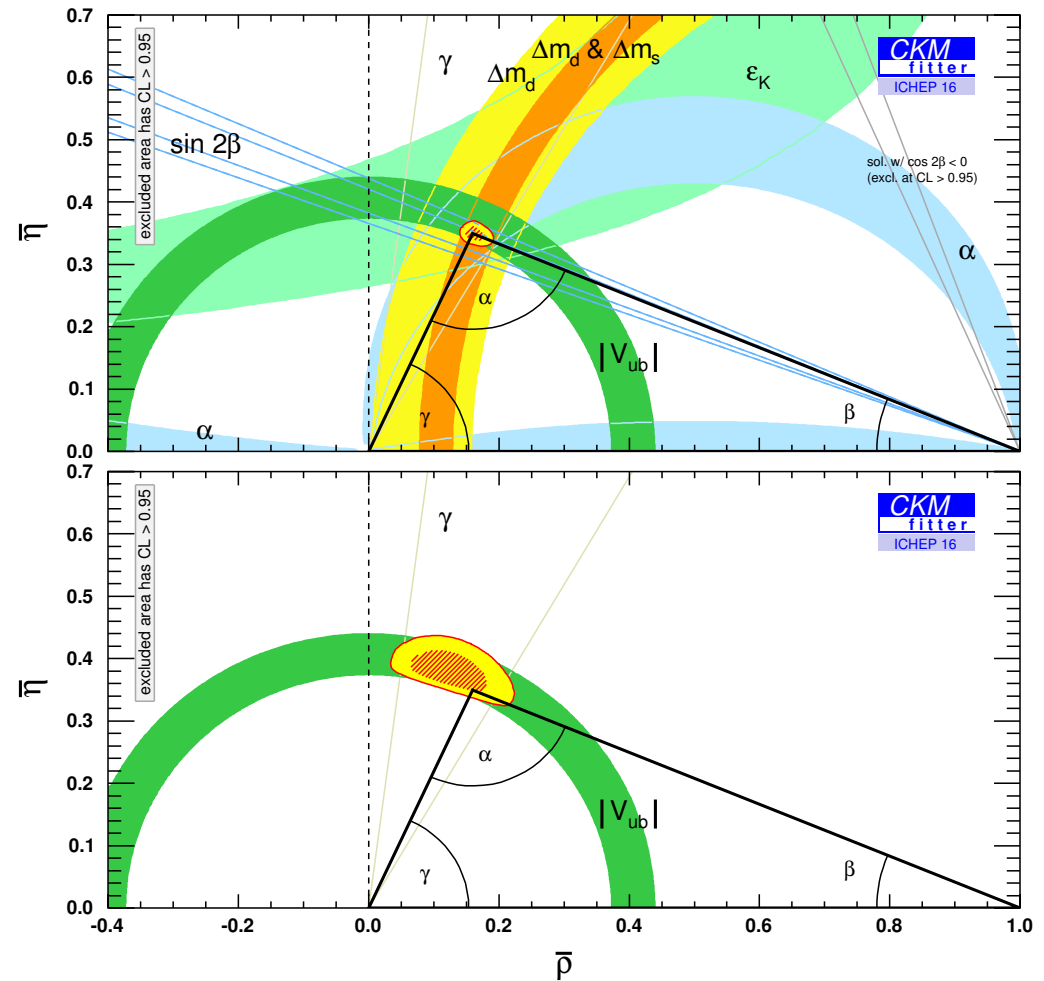 0.7
0.6
0.5
0.4
0.3
0.2
0.1
0.0
η̅
excluded area has CL > 0.95
γ
Δm_d
Δm_d & Δm_s
ε_K
CKM
fitter
ICHEP 16
sin 2β
sol. w/ cos 2β < 0
(excl. at CL > 0.95)
α
α
|V_ub|
γ
β
α
0.7
0.6
0.5
0.4
0.3
0.2
0.1
0.0
η̅
excluded area has CL > 0.95
γ
CKM
fitter
ICHEP 16
α
|V_ub|
γ
β
-0.4 -0.2 0.0 0.2 0.4 0.6 0.8 1.0
ρ̅